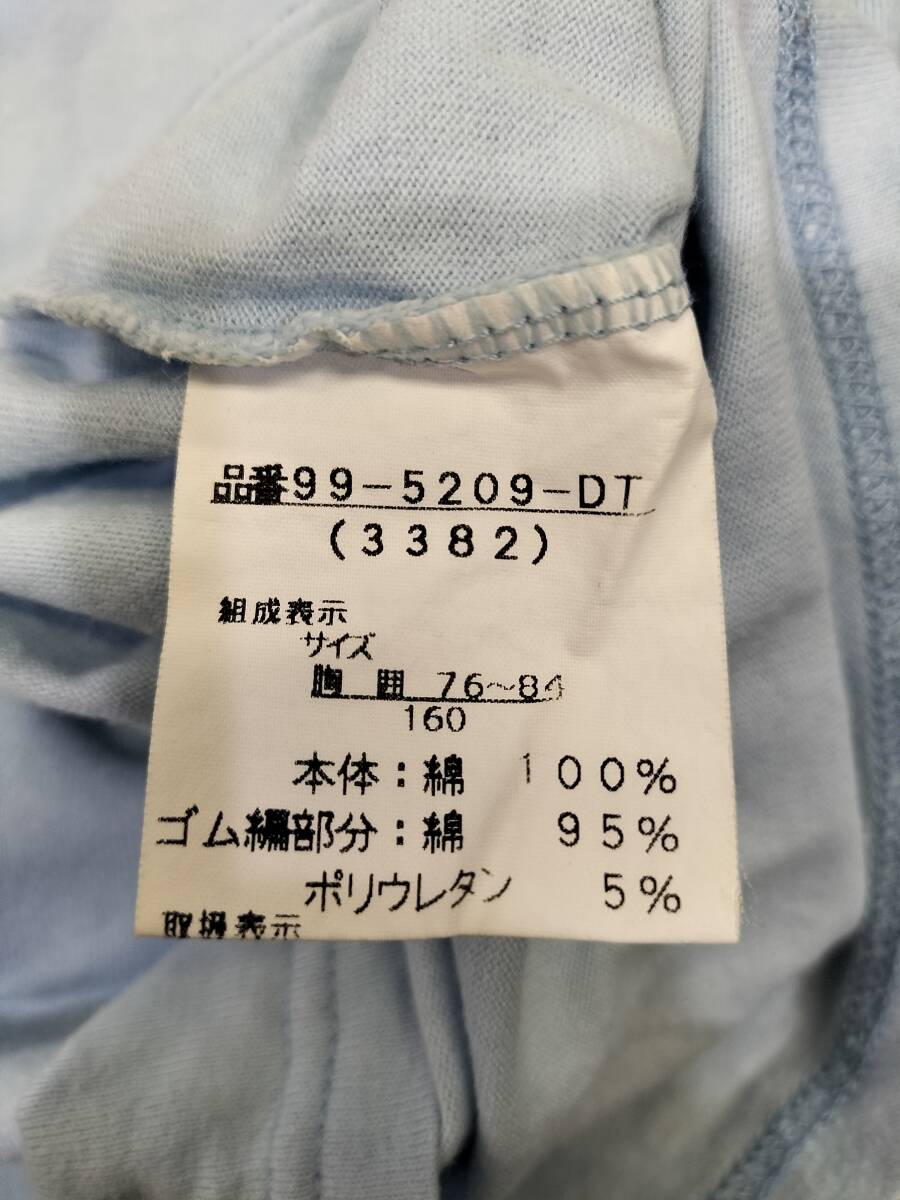 品番99-5209-DT
(3382)
組成表示
サイズ
胸囲 76~84
160
本体:綿 100%
ゴム編部分:綿 95%
ポリウレタン 5%
取扱表示